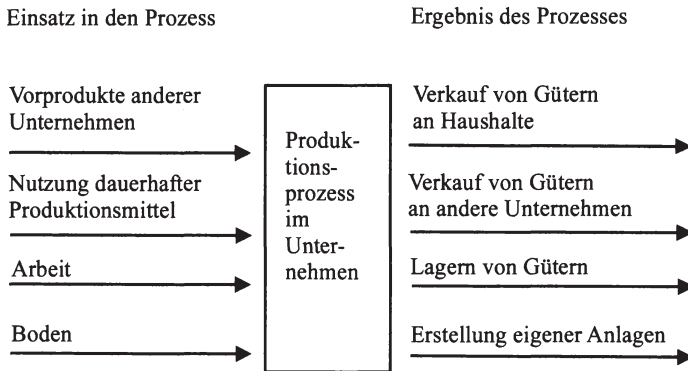 Einsatz in den Prozess
Ergebnis des Prozesses
Vorprodukte anderer
Unternehmen
Nutzung dauerhafter
Produktionsmittel
Arbeit
Boden
Produk-
tions-
prozess
im
Unter-
nehmen
Verkauf von Gütern
an Haushalte
Verkauf von Gütern
an andere Unternehmen
Lagern von Gütern
Erstellung eigener Anlagen